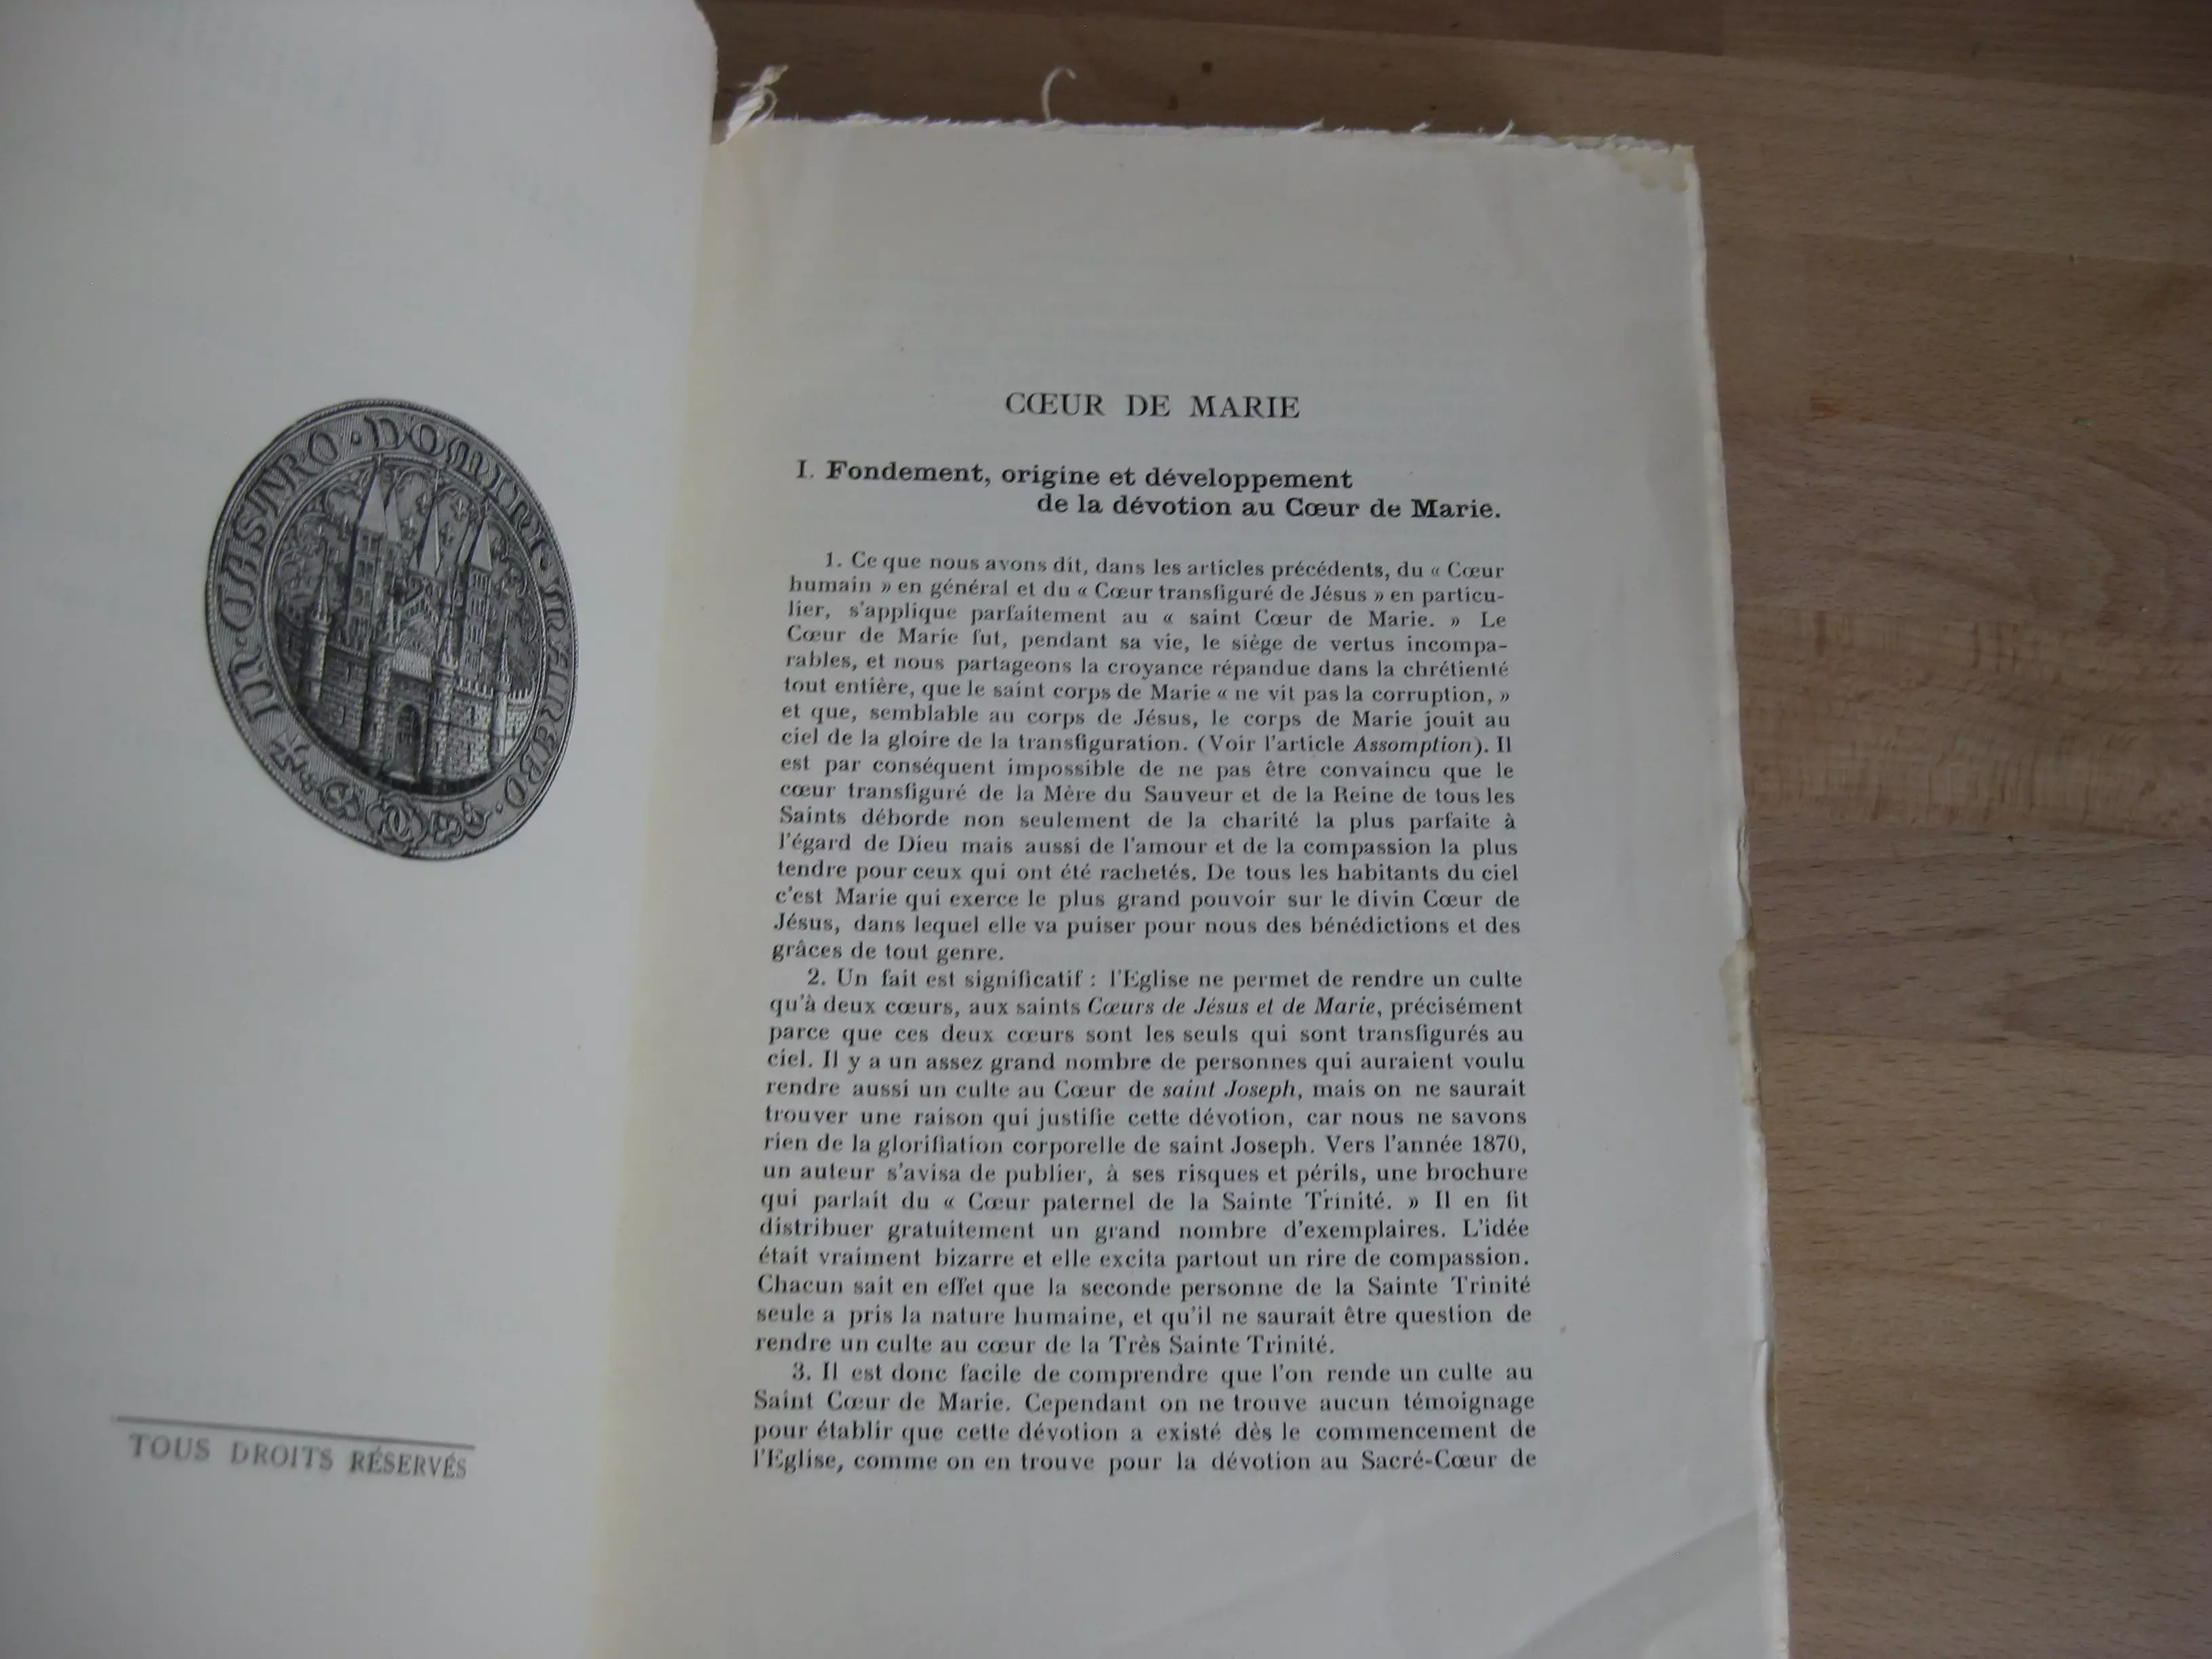 IN · CASTRO · DOMINI · MAUREDO ·
TOUS DROITS RÉSERVÉS
CŒUR DE MARIE
I. Fondement, origine et développement
de la dévotion au Cœur de Marie.
1. Ce que nous avons dit, dans les articles précédents, du « Cœur
humain » en général et du « Cœur transfiguré de Jésus » en particu-
lier, s'applique parfaitement au « saint Cœur de Marie. » Le
Cœur de Marie fut, pendant sa vie, le siège de vertus incompa-
rables, et nous partageons la croyance répandue dans la chrétienté
tout entière, que le saint corps de Marie « ne vit pas la corruption, »
et que, semblable au corps de Jésus, le corps de Marie jouit au
ciel de la gloire de la transfiguration. (Voir l'article Assomption). Il
est par conséquent impossible de ne pas être convaincu que le
cœur transfiguré de la Mère du Sauveur et de la Reine de tous les
Saints déborde non seulement de la charité la plus parfaite à
l'égard de Dieu mais aussi de l'amour et de la compassion la plus
tendre pour ceux qui ont été rachetés. De tous les habitants du ciel
c'est Marie qui exerce le plus grand pouvoir sur le divin Cœur de
Jésus, dans lequel elle va puiser pour nous des bénédictions et des
grâces de tout genre.
2. Un fait est significatif : l'Eglise ne permet de rendre un culte
qu'à deux cœurs, aux saints Cœurs de Jésus et de Marie, précisément
parce que ces deux cœurs sont les seuls qui sont transfigurés au
ciel. Il y a un assez grand nombre de personnes qui auraient voulu
rendre aussi un culte au Cœur de saint Joseph, mais on ne saurait
trouver une raison qui justifie cette dévotion, car nous ne savons
rien de la glorifiation corporelle de saint Joseph. Vers l'année 1870,
un auteur s'avisa de publier, à ses risques et périls, une brochure
qui parlait du « Cœur paternel de la Sainte Trinité. » Il en fit
distribuer gratuitement un grand nombre d'exemplaires. L'idée
était vraiment bizarre et elle excita partout un rire de compassion.
Chacun sait en effet que la seconde personne de la Sainte Trinité
seule a pris la nature humaine, et qu'il ne saurait être question de
rendre un culte au cœur de la Très Sainte Trinité.
3. Il est donc facile de comprendre que l'on rende un culte au
Saint Cœur de Marie. Cependant on ne trouve aucun témoignage
pour établir que cette dévotion a existé dès le commencement de
l'Eglise, comme on en trouve pour la dévotion au Sacré-Cœur de